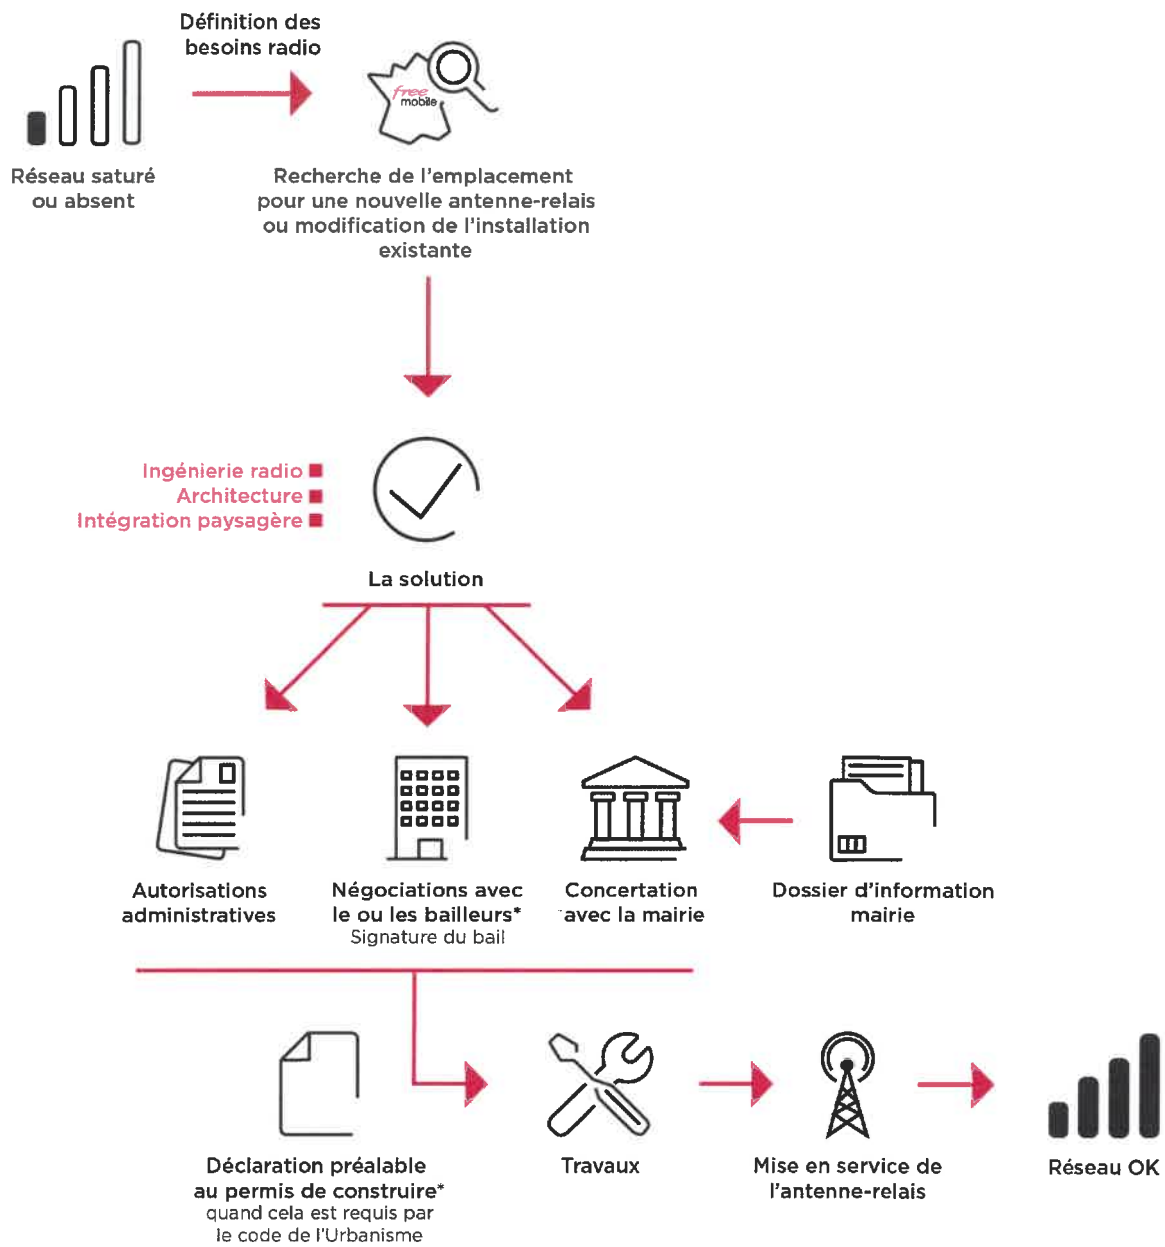 Définition des
besoins radio
free
mobile
Réseau saturé
ou absent
Recherche de l'emplacement
pour une nouvelle antenne-relais
ou modification de l'installation
existante
Ingénierie radio
Architecture
Intégration paysagère
La solution
Autorisations
administratives
Négociations avec
le ou les bailleurs*
Signature du bail
Concertation
avec la mairie
Dossier d'information
mairie
Déclaration préalable
au permis de construire*
quand cela est requis par
le code de l'Urbanisme
Travaux
Mise en service de
l'antenne-relais
Réseau OK